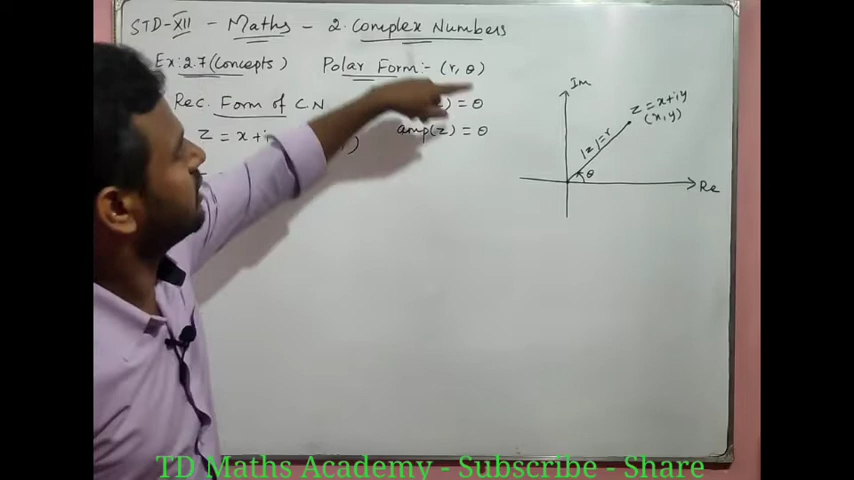 STD-XII - Maths - 2. Complex Numbers
Ex: 2.7 (Concepts)
Polar Form:- (r, θ)
Rec. Form of C.N
z = x+i
) = θ
amp(z) = θ
Im
z = x+iy
(x,y)
|z|=r
θ
Re
TD Maths Academy - Subscribe - Share